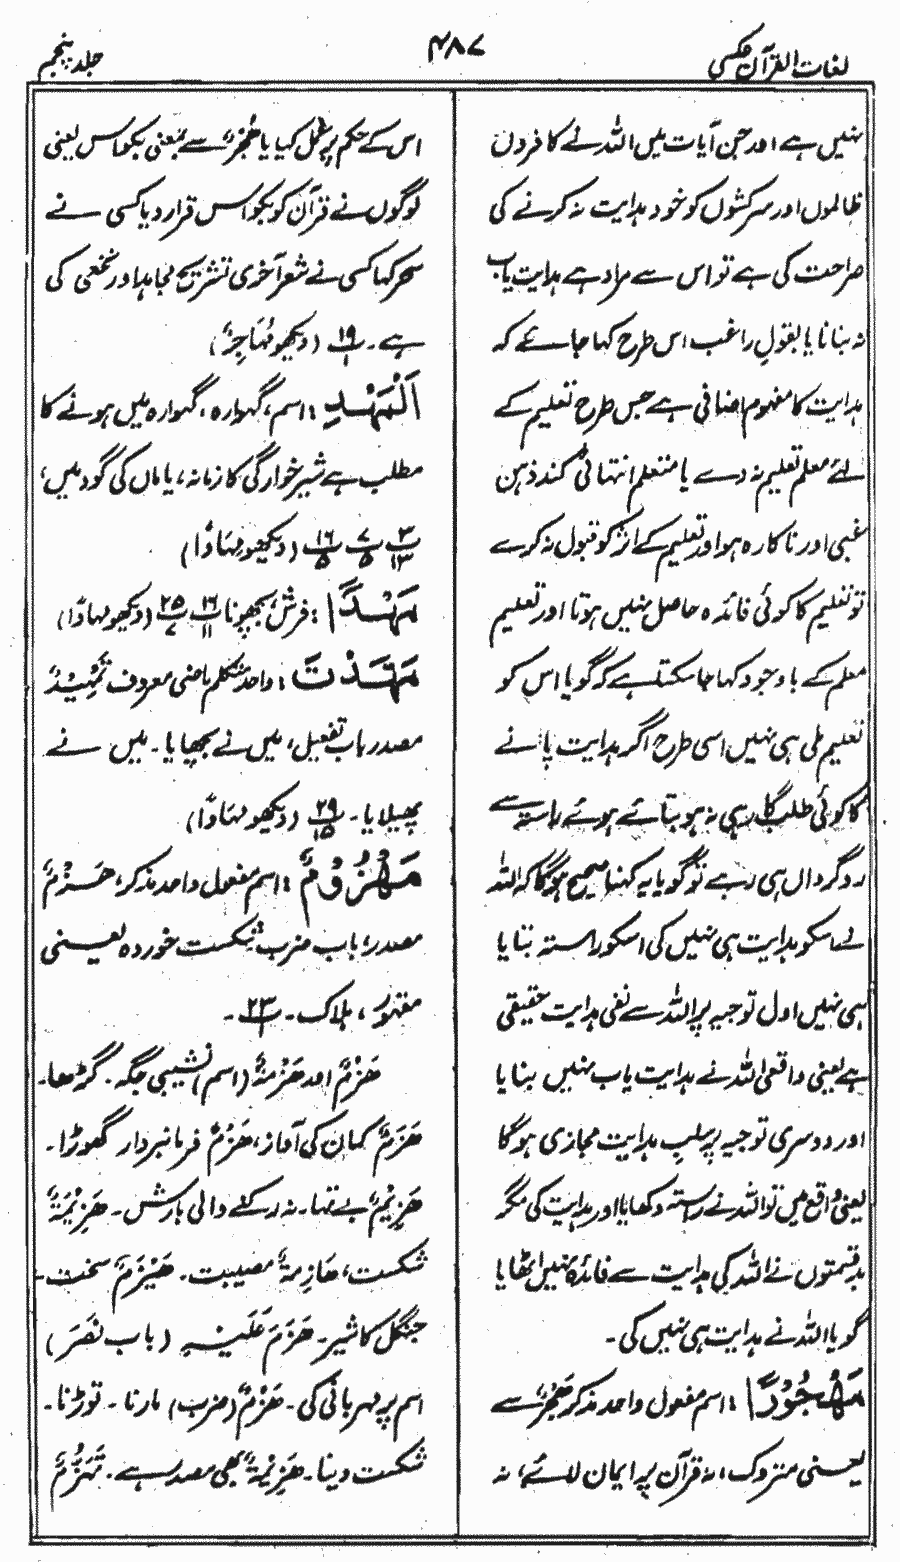 لغات القرآن عکسی
۴۸۷
جلد پنجم
نہیں ہے اور جن آیات میں اللہ نے کافروں
ظالموں اور سرکشوں کو خود ہدایت نہ کرنے کی
صراحت کی ہے تو اس سے مراد ہے ہدایت یاب
نہ بنانا یا بقولِ راغب اس طرح کہا جائے کہ
ہدایت کا مفہوم اضافی ہے جس طرح تعلیم کے
لئے معلم تعلیم نہ دے یا متعلم انتہائی کند ذہن
غبی اور ناکارہ ہو اور تعلیم کے اثر کو قبول نہ کرے
تو تعلیم کا کوئی فائدہ حاصل نہیں ہوتا اور تعلیم
معلم کے باوجود کہا جا سکتا ہے کہ گویا اس کو
تعلیم ملی ہی نہیں اسی طرح اگر ہدایت پانے
کا کوئی طلب گار ہی نہ ہو بتائے ہوئے راستہ سے
روگرداں ہی رہے تو گویا یہ کہنا صحیح ہوگا کہ اللہ
نے اسکو ہدایت ہی نہیں کی اسکو راستہ بتایا
ہی نہیں اول توجیہ پر اللہ سے نفی ہدایت حقیقی
ہے یعنی واقعی اللہ نے ہدایت یاب نہیں بنایا
اور دوسری توجیہ پر سلبِ ہدایت مجازی ہوگا
یعنی واقع میں تو اللہ نے راستہ دکھایا اور ہدایت کی مگر
بدقسمتوں نے اللہ کی ہدایت سے فائدہ نہیں اٹھایا
گویا اللہ نے ہدایت ہی نہیں کی۔
مَهْجُوْرًا : اسم مفعول واحد مذکر هَجْرٌ سے
یعنی متروک، نہ قرآن پر ایمان لائے، نہ
اس کے حکم پر عمل کیا یا هُجْرٌ سے بمعنی بکواس یعنی
لوگوں نے قرآن کو بکواس قرار دیا کسی نے
سحر کہا کسی نے شعر آخری تشریح مجاہد اور نخعی کی
ہے۔ ۱۹/۱ (دیکھو مُهَاجِرٌ)
اَلْمَهْدِ : اسم، گہوارہ، گہوارہ میں ہونے کا
مطلب ہے شیر خوارگی کا زمانہ، یا ماں کی گود میں،
۳/۱۳ ۷/۵ ۱۶/۵ (دیکھو مِهَادًا)
مَهْدًا : فرش، بچھونا ۱۶/۱۱ ۲۵/۷ (دیکھو مہادًا)
مَهَّدْتُّ : واحد متکلم ماضی معروف تَمْهِيْدٌ
مصدر باب تفعیل، میں نے بچھایا۔ میں نے
پھیلایا۔ ۲۹/۱۵ (دیکھو مہَادًا)
مَهْزُوْمٌ : اسم مفعول واحد مذکر، هَزْمٌ
مصدر، باب ضرب شکست خوردہ یعنی
مقہور، ہلاک۔ ۲۳/۱۔
هَزْمٌ اور هَزْمَةٌ (اسم) نشیبی جگہ۔ گڑھا۔
هَزَمٌ کمان کی آواز، هَزِمٌ فرمانبردار گھوڑا۔
هَزِيْمٌ بے تہا۔ نہ رکنے والی بارش۔ هَزِيْمَةٌ
شکست، هَازِمَةٌ مصیبت۔ هَيْزَمٌ سخت۔
جنگل کا شیر۔ هَزَمَ عَلَيْهِ (باب نَصَرَ)
اس پر مہربانی کی۔ هَزْمٌ (ضرب) مارنا۔ توڑنا۔
شکست دینا۔ هَزِيْمَةٌ بھی مصدر ہے۔ تَهَزُّمٌ